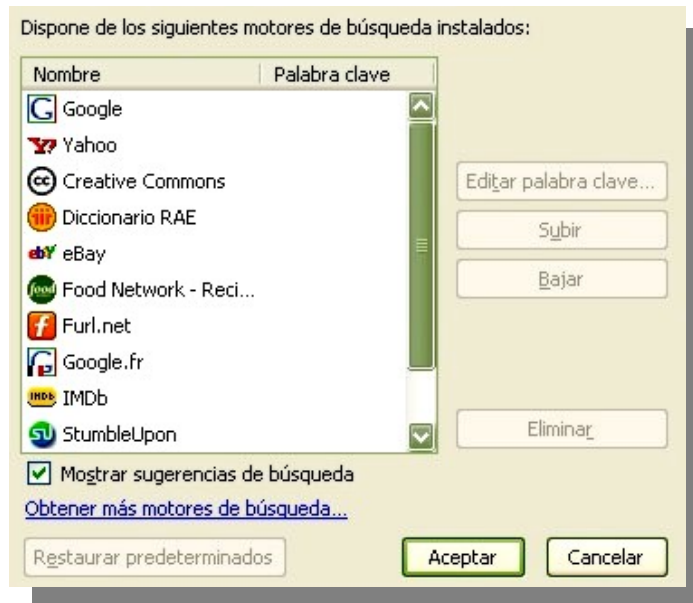 Dispone de los siguientes motores de búsqueda instalados:
Nombre Palabra clave
Google
Yahoo
Creative Commons
Diccionario RAE
eBay
Food Network - Reci...
Furl.net
Google.fr
IMDb
StumbleUpon
Editar palabra clave...
Subir
Bajar
Eliminar
Mostrar sugerencias de búsqueda
Obtener más motores de búsqueda...
Restaurar predeterminados Aceptar Cancelar